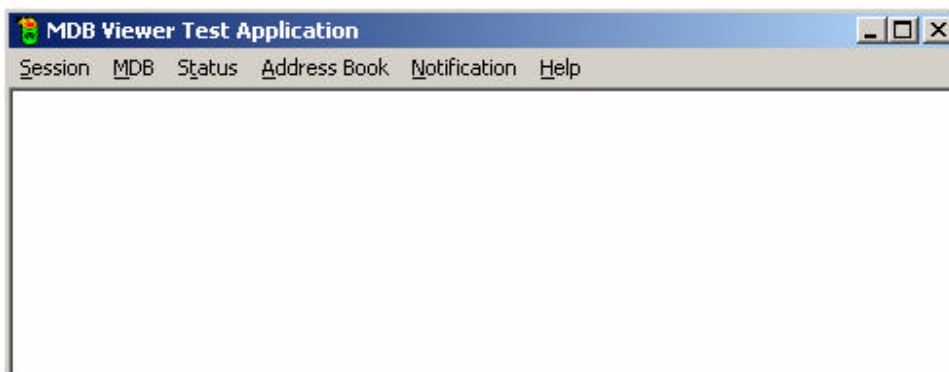 MDB Viewer Test Application
Session MDB Status Address Book Notification Help